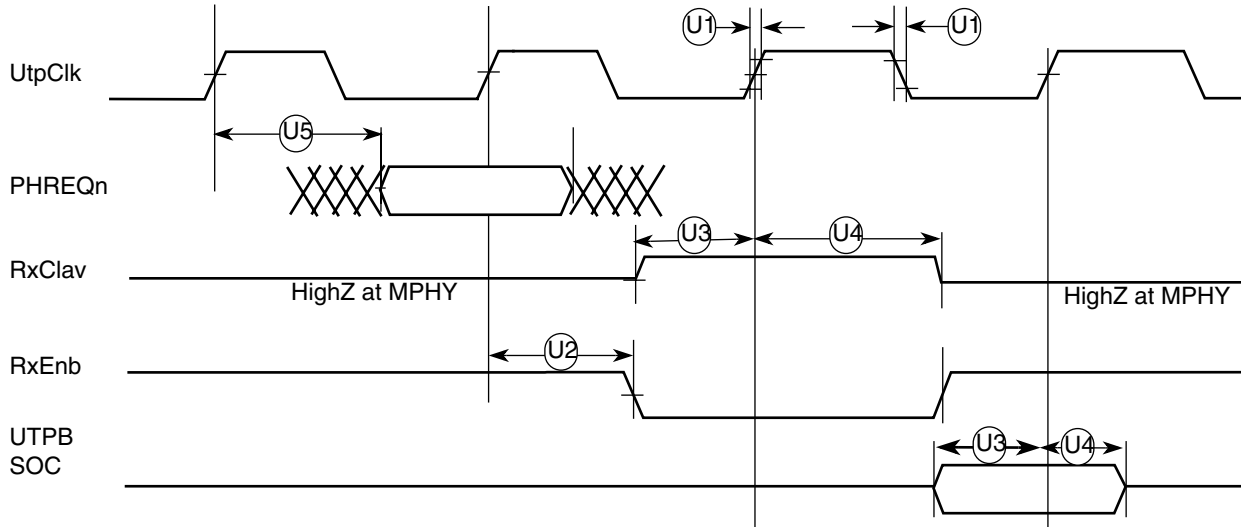 U1
U1
UtpClk
U5
PHREQn
U3
U4
RxClav
HighZ at MPHY
HighZ at MPHY
U2
RxEnb
UTPB
SOC
U3
U4